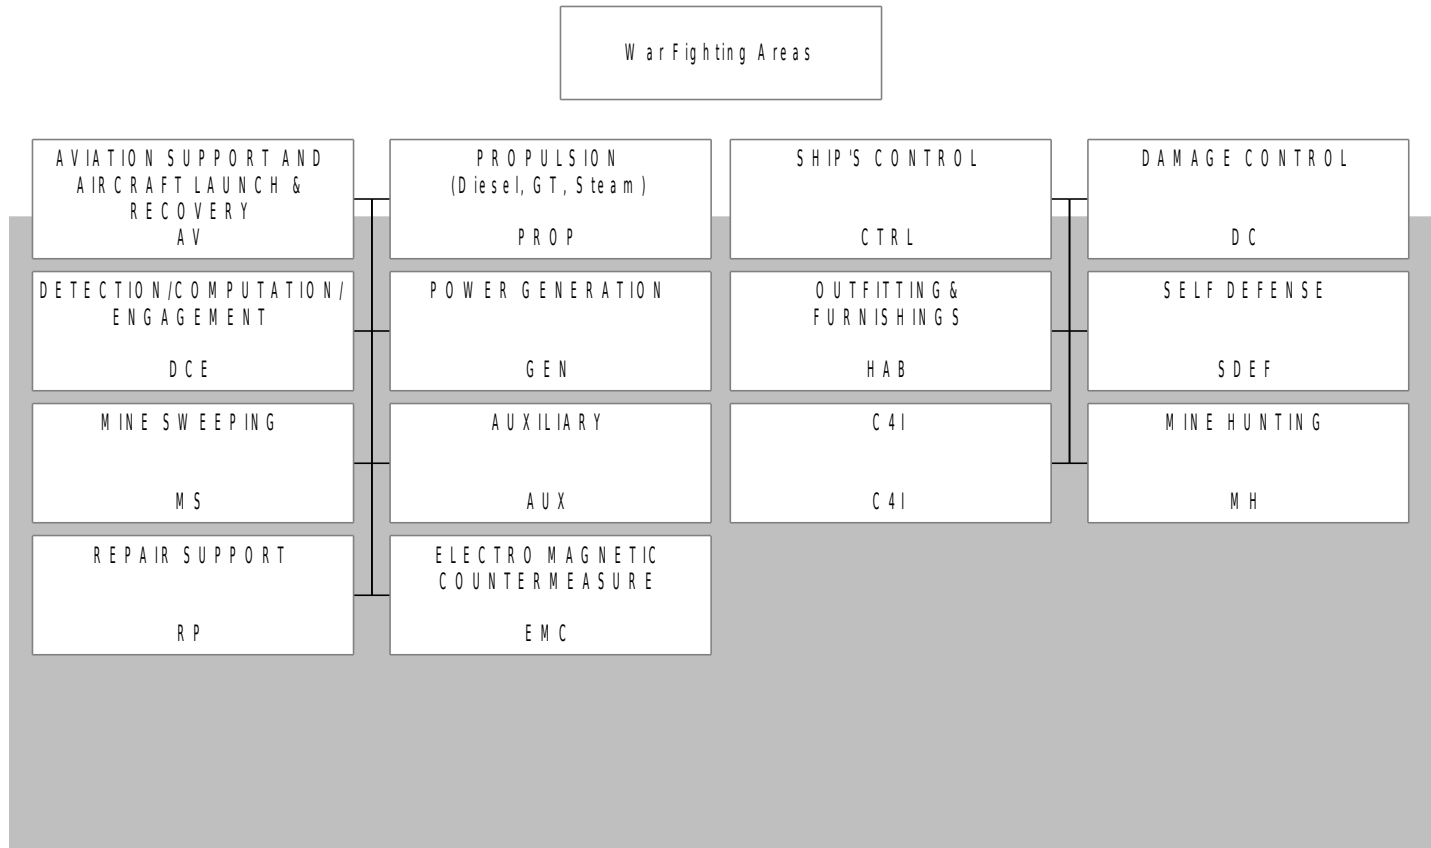 War Fighting Areas
AVIATION SUPPORT AND
AIRCRAFT LAUNCH &
RECOVERY
AV
PROPULSION
(Diesel, GT, Steam)
PROP
SHIP'S CONTROL
CTRL
DAMAGE CONTROL
DC
DETECTION/COMPUTATION/
ENGAGEMENT
DCE
POWER GENERATION
GEN
OUTFITTING &
FURNISHINGS
HAB
SELF DEFENSE
SDEF
MINE SWEEPING
MS
AUXILIARY
AUX
C4I
C4I
MINE HUNTING
MH
REPAIR SUPPORT
RP
ELECTRO MAGNETIC
COUNTERMEASURE
EMC